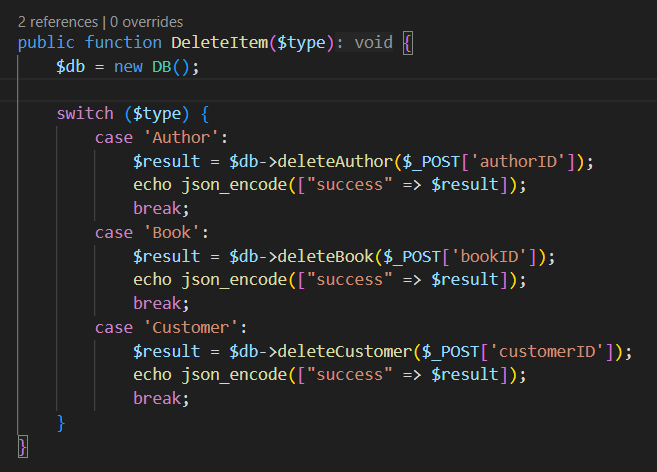 2 references | 0 overrides
public function DeleteItem($type): void {
    $db = new DB();
    switch ($type) {
        case 'Author':
            $result = $db->deleteAuthor($_POST['authorID']);
            echo json_encode(["success" => $result]);
            break;
        case 'Book':
            $result = $db->deleteBook($_POST['bookID']);
            echo json_encode(["success" => $result]);
            break;
        case 'Customer':
            $result = $db->deleteCustomer($_POST['customerID']);
            echo json_encode(["success" => $result]);
            break;
    }
}